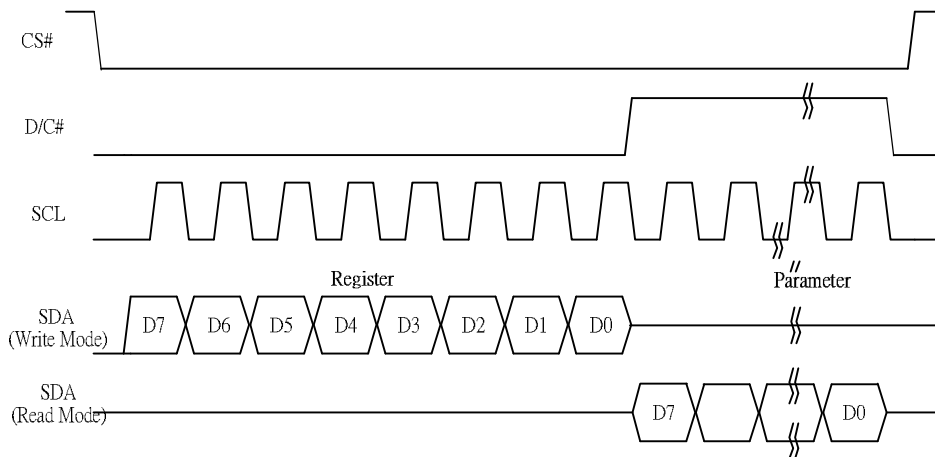 CS#
D/C#
SCL
Register
Parameter
SDA
(Write Mode)
D7 D6 D5 D4 D3 D2 D1 D0
SDA
(Read Mode)
D7 D0